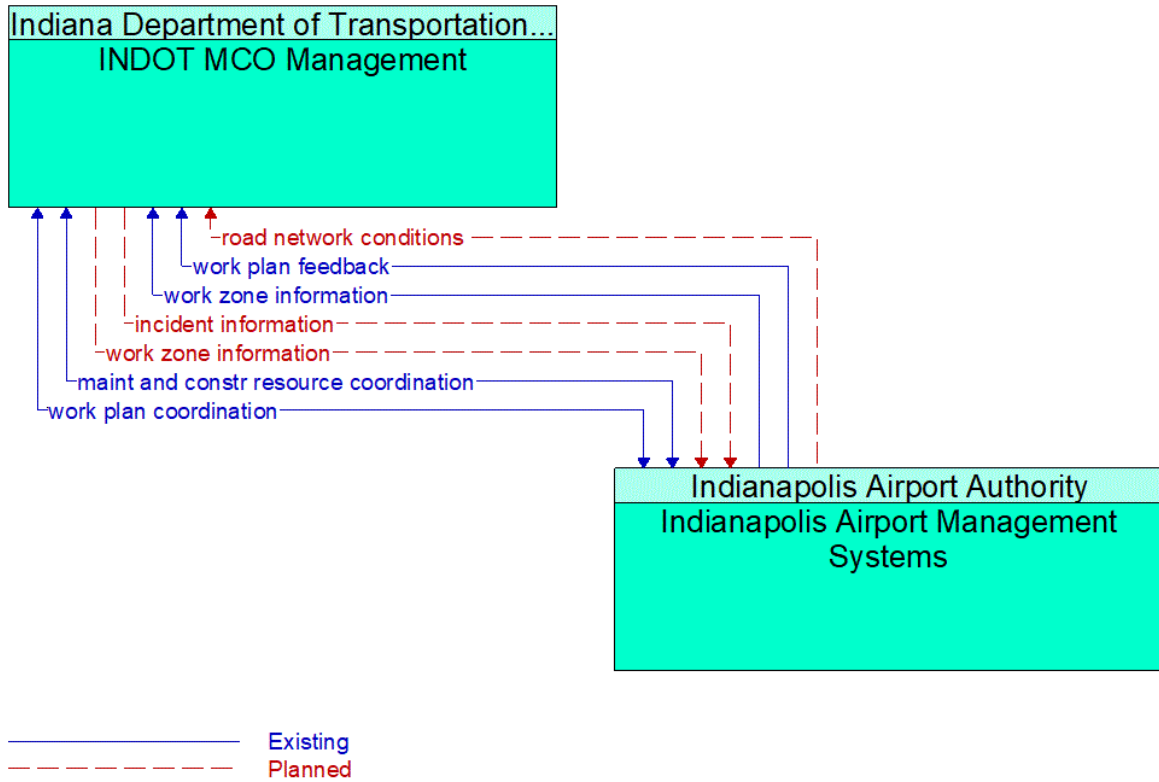 Indiana Department of Transportation...
INDOT MCO Management
road network conditions
work plan feedback
work zone information
incident information
work zone information
maint and constr resource coordination
work plan coordination
Indianapolis Airport Authority
Indianapolis Airport Management
Systems
Existing
Planned